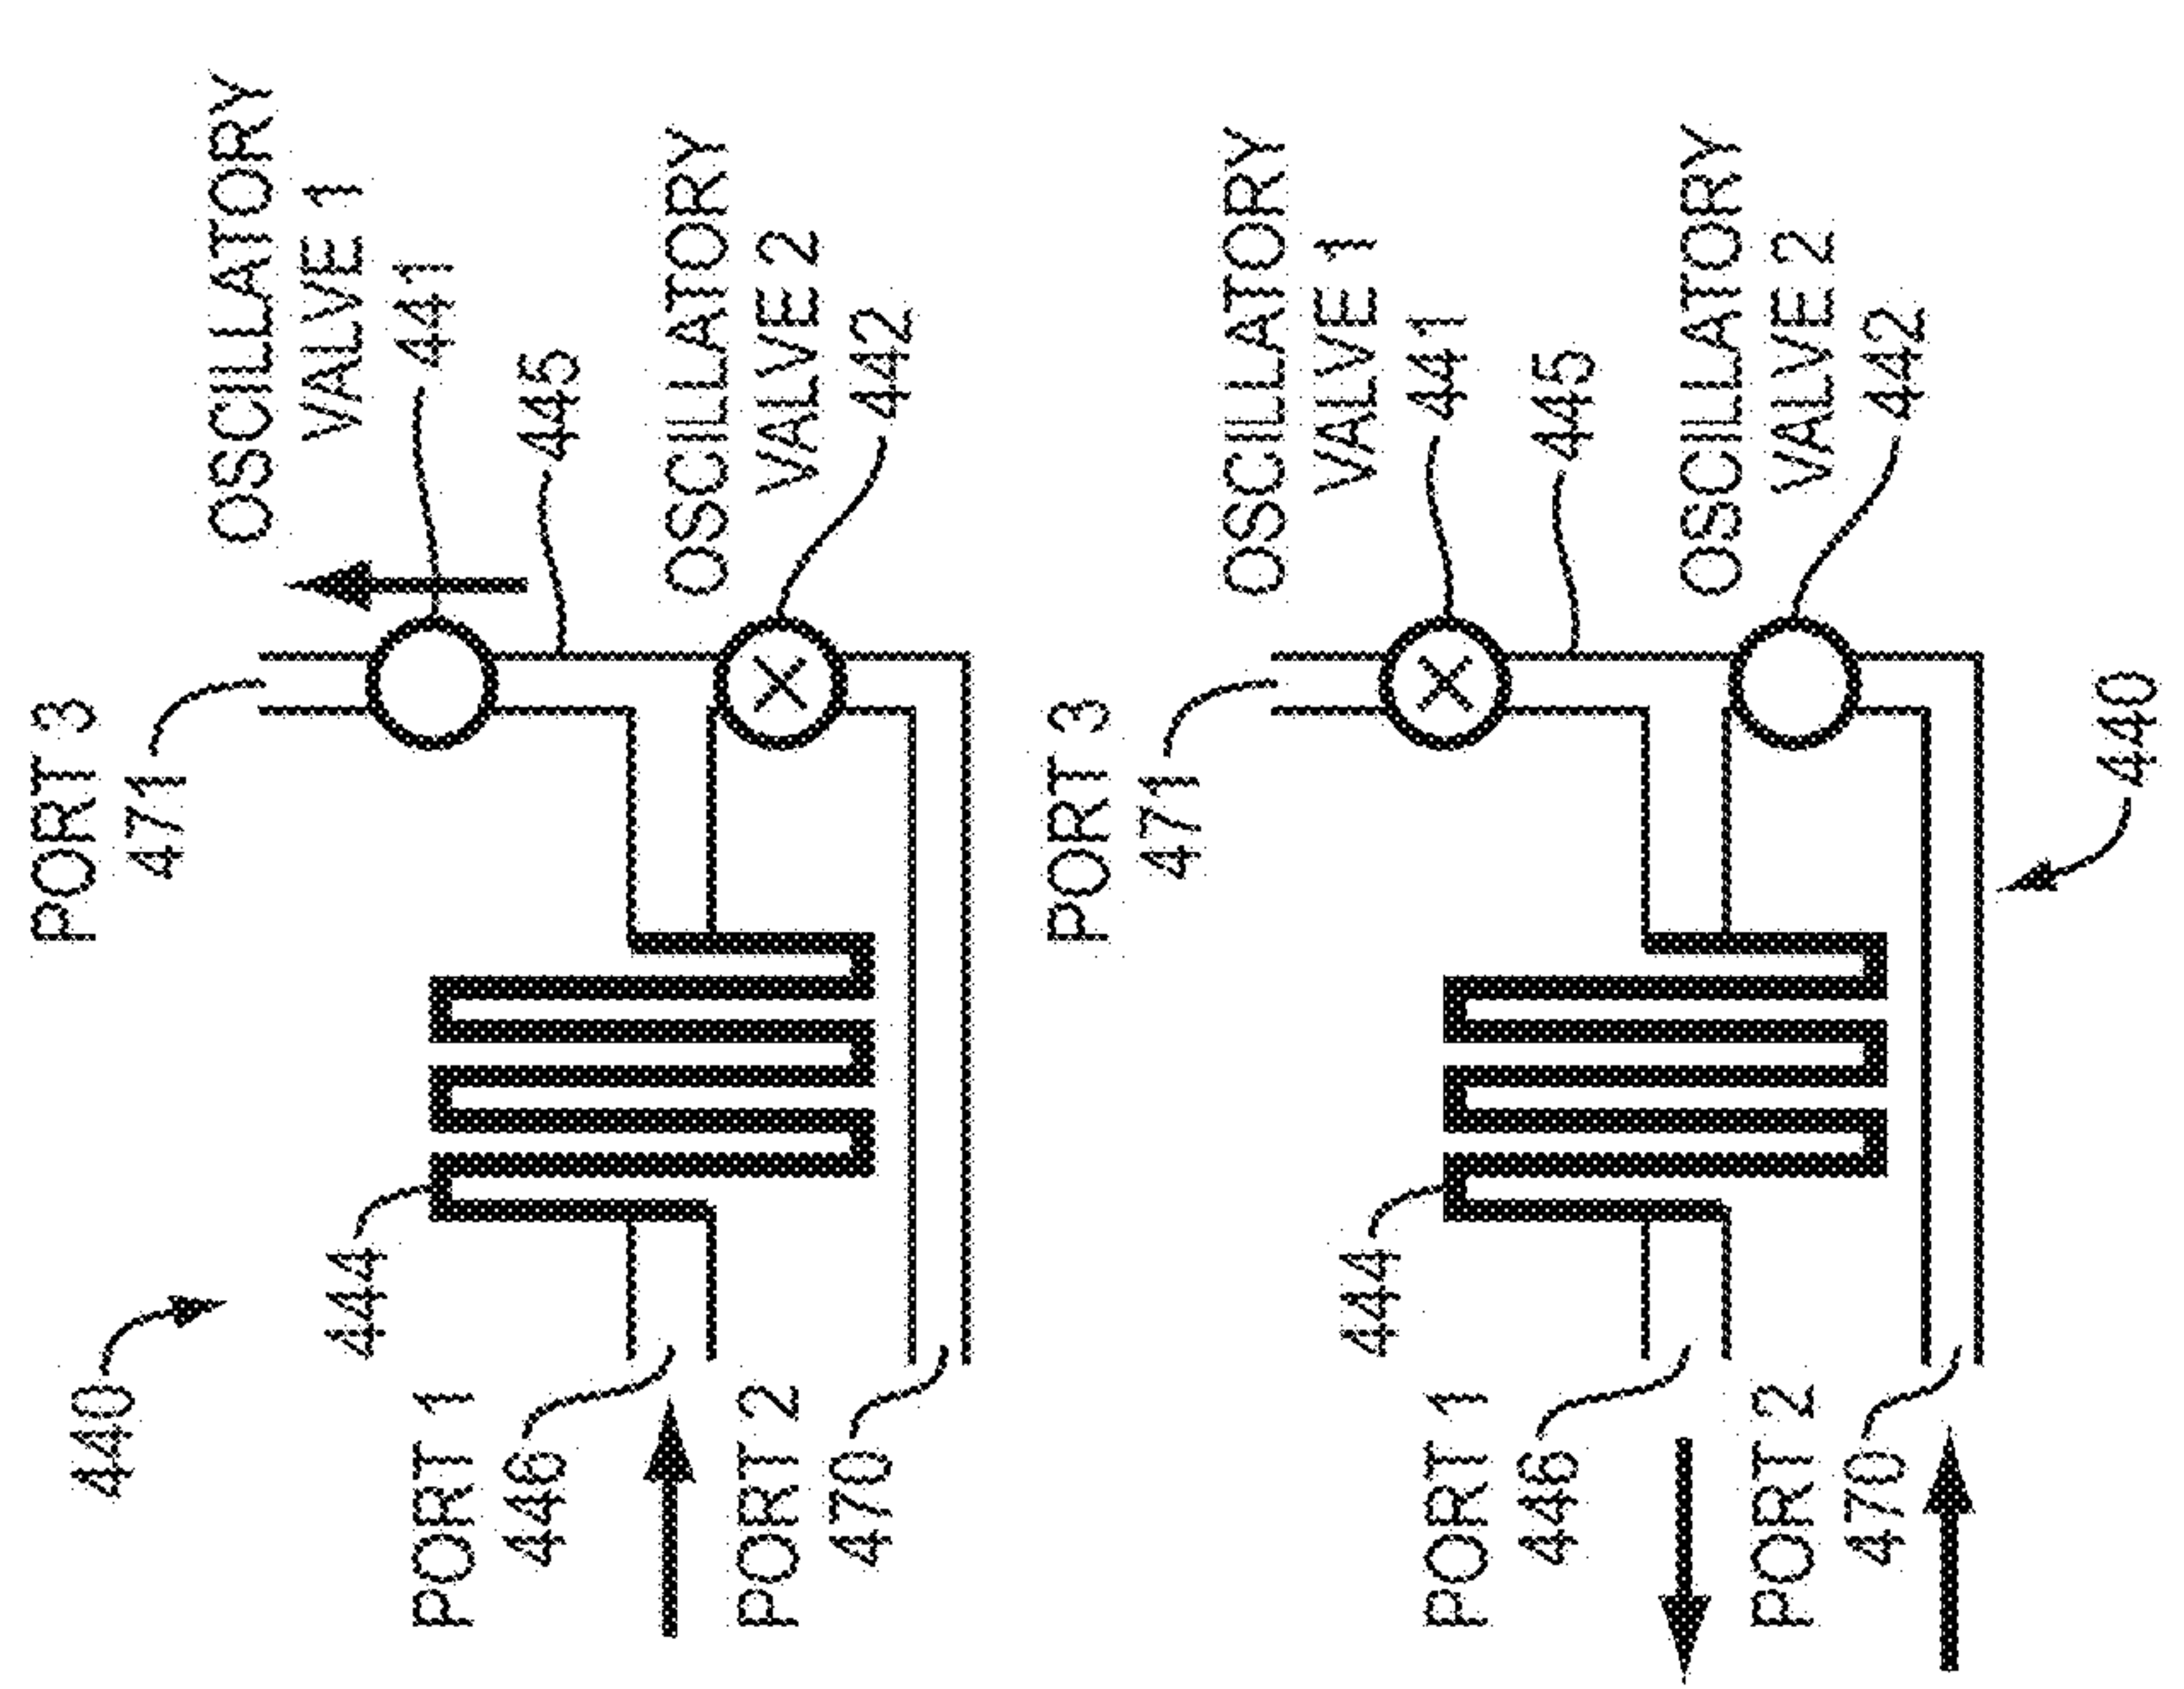 440
444
PORT 1
446
PORT 2
470
PORT 3
471
OSCILLATORY
VALVE 1
441
445
OSCILLATORY
VALVE 2
442
PORT 3
471
OSCILLATORY
VALVE 1
441
445
OSCILLATORY
VALVE 2
442
444
PORT 1
446
PORT 2
470
440